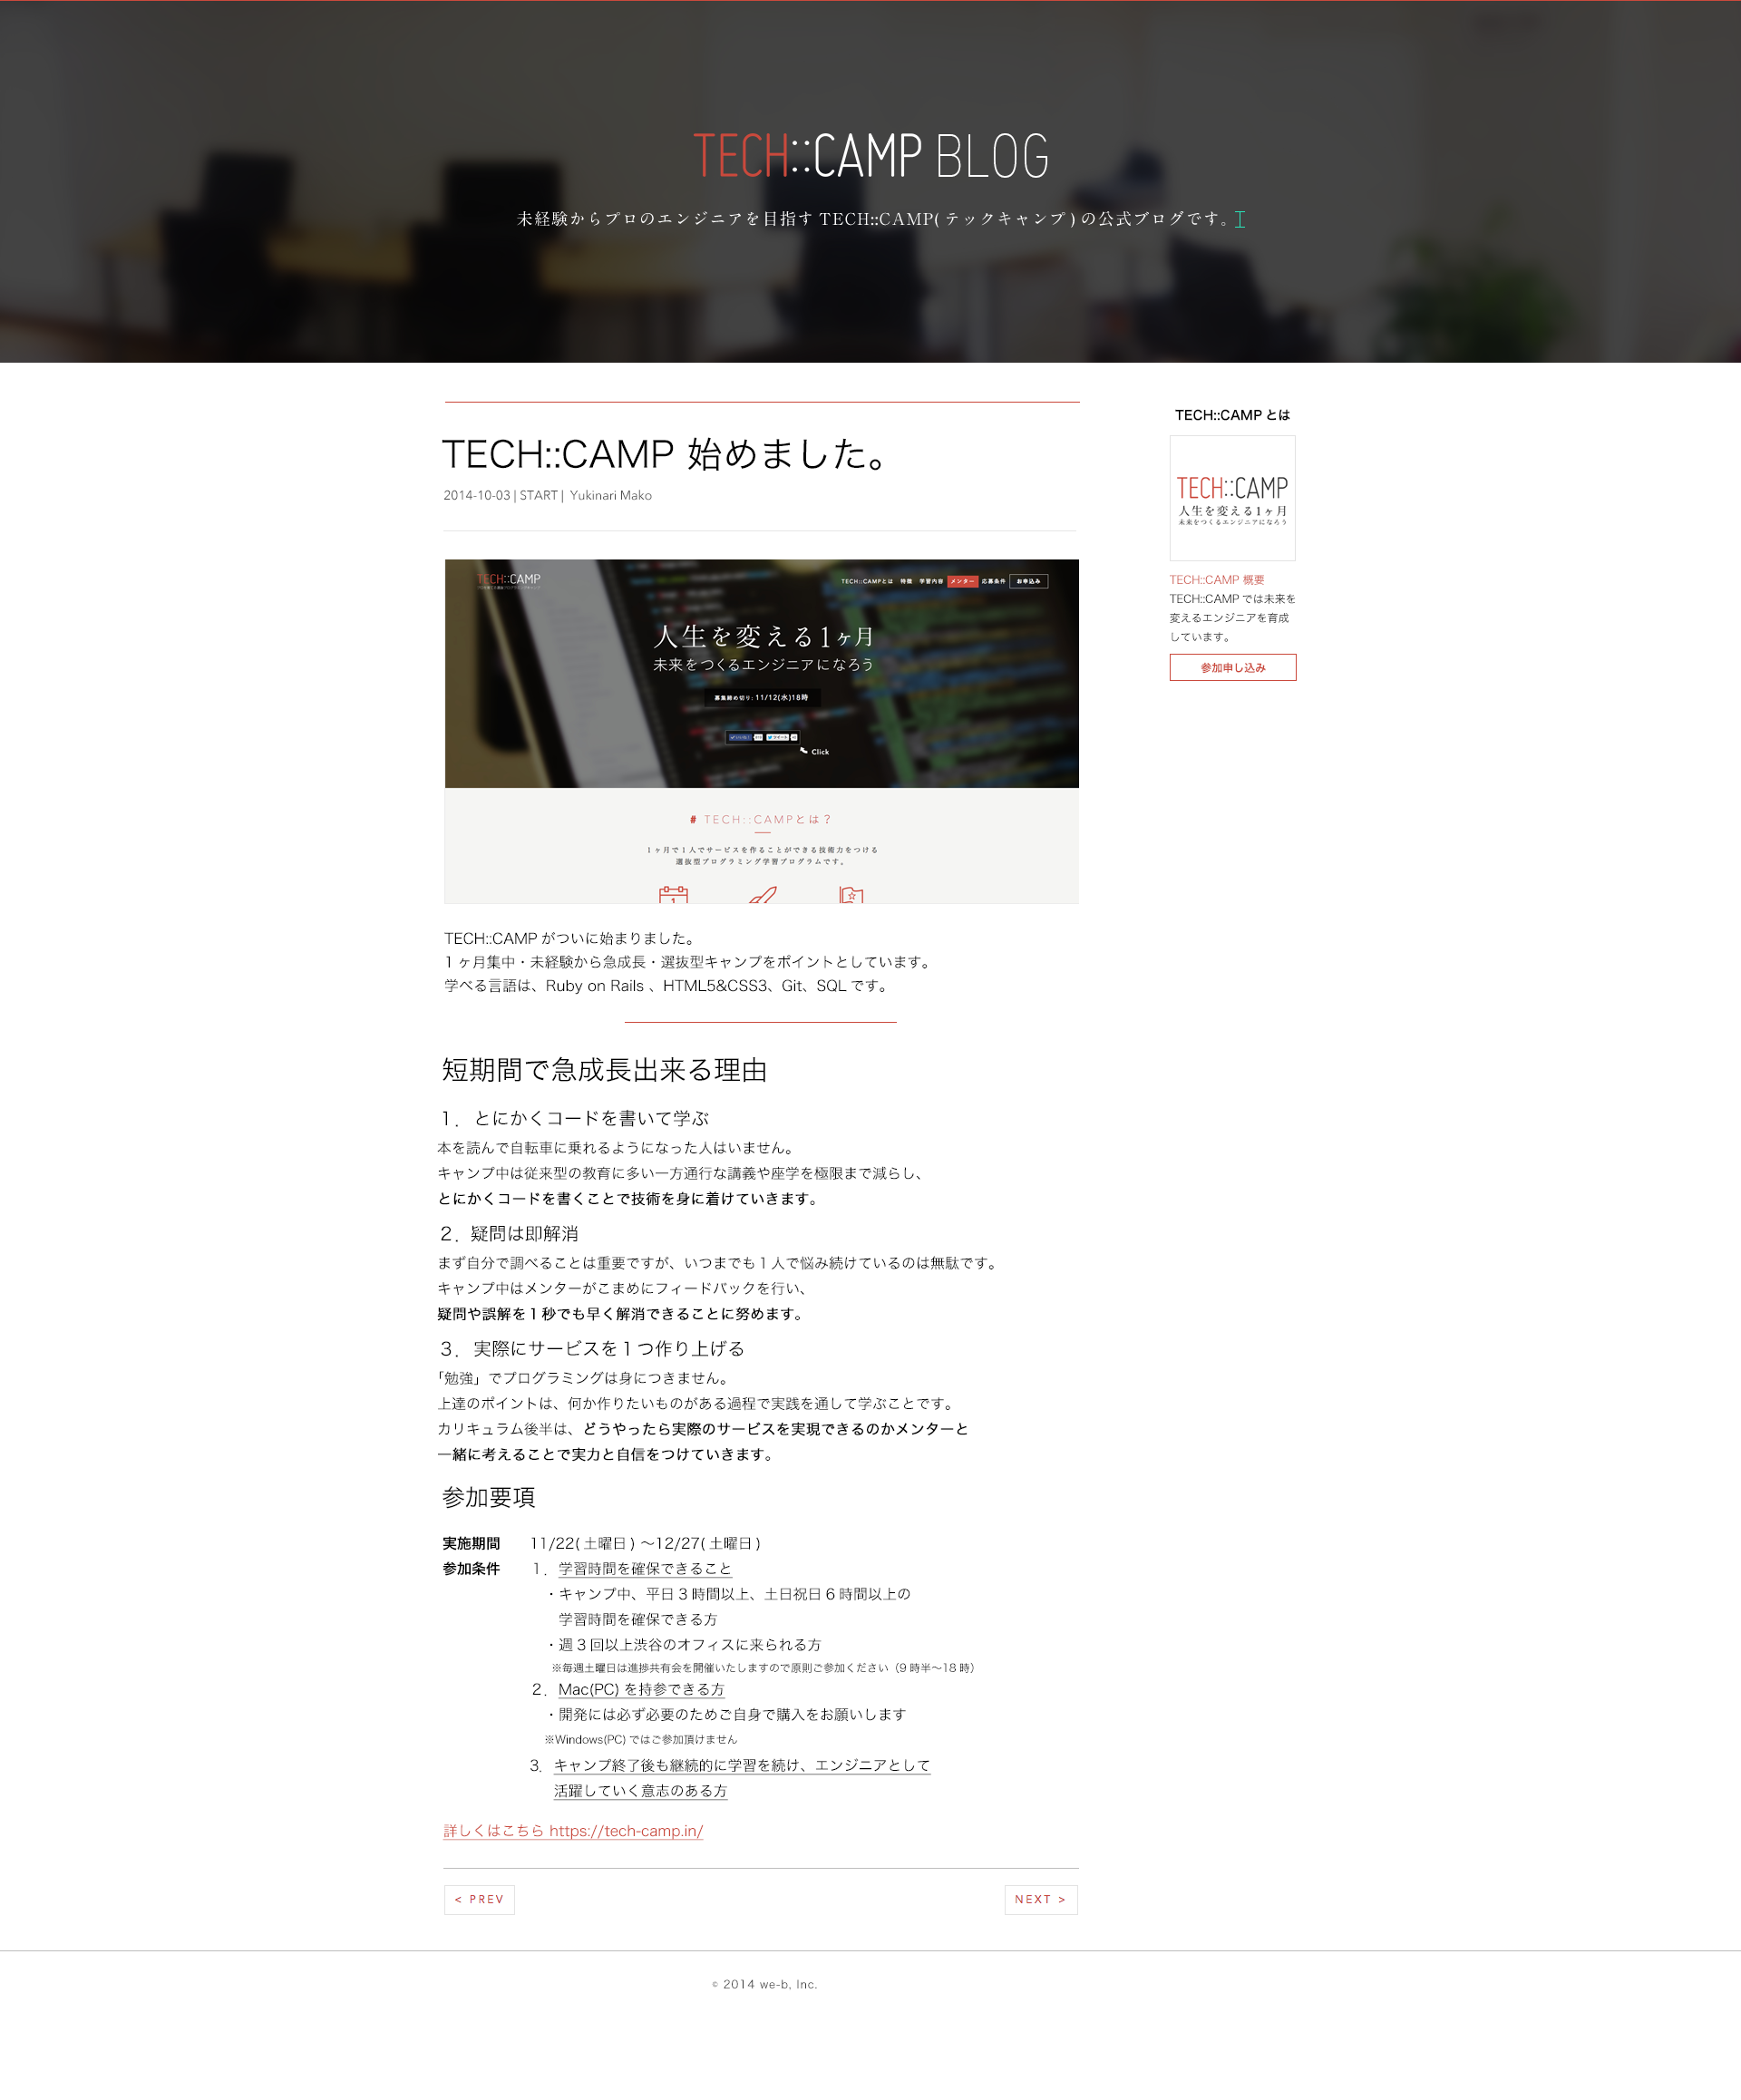 TECH::CAMP BLOG
未経験からプロのエンジニアを目指す TECH::CAMP( テックキャンプ ) の公式ブログです。
TECH::CAMP 始めました。
2014-10-03 | START | Yukinari Mako
TECH::CAMP
TECH::CAMPとは 特徴 学習内容 メンター 応募条件 お申込み
人生を変える1ヶ月
未来をつくるエンジニアになろう
募集締め切り: 11/12(水)18時
Click
# TECH::CAMPとは？
１ヶ月で１人でサービスを作ることができる技術力をつける
選抜型プログラミング学習プログラムです。
TECH::CAMP がついに始まりました。
1 ヶ月集中・未経験から急成長・選抜型キャンプをポイントとしています。
学べる言語は、Ruby on Rails 、HTML5&CSS3、Git、SQL です。
短期間で急成長出来る理由
１．とにかくコードを書いて学ぶ
本を読んで自転車に乗れるようになった人はいません。
キャンプ中は従来型の教育に多い一方通行な講義や座学を極限まで減らし、
とにかくコードを書くことで技術を身に着けていきます。
２．疑問は即解消
まず自分で調べることは重要ですが、いつまでも 1 人で悩み続けているのは無駄です。
キャンプ中はメンターがこまめにフィードバックを行い、
疑問や誤解を 1 秒でも早く解消できることに努めます。
３．実際にサービスを 1 つ作り上げる
「勉強」でプログラミングは身につきません。
上達のポイントは、何か作りたいものがある過程で実践を通して学ぶことです。
カリキュラム後半は、どうやったら実際のサービスを実現できるのかメンターと
一緒に考えることで実力と自信をつけていきます。
参加要項
実施期間 11/22( 土曜日 ) 〜12/27( 土曜日 )
参加条件 １．学習時間を確保できること
・キャンプ中、平日 3 時間以上、土日祝日 6 時間以上の
学習時間を確保できる方
・週 3 回以上渋谷のオフィスに来られる方
※毎週土曜日は進捗共有会を開催いたしますので原則ご参加ください（9 時半〜18 時）
２．Mac(PC) を持参できる方
・開発には必ず必要のためご自身で購入をお願いします
※Windows(PC) ではご参加頂けません
3．キャンプ終了後も継続的に学習を続け、エンジニアとして
活躍していく意志のある方
詳しくはこちら https://tech-camp.in/
< PREV
NEXT >
TECH::CAMP とは
TECH::CAMP
人生を変える1ヶ月
未来をつくるエンジニアになろう
TECH::CAMP 概要
TECH::CAMP では未来を
変えるエンジニアを育成
しています。
参加申し込み
© 2014 we-b, Inc.